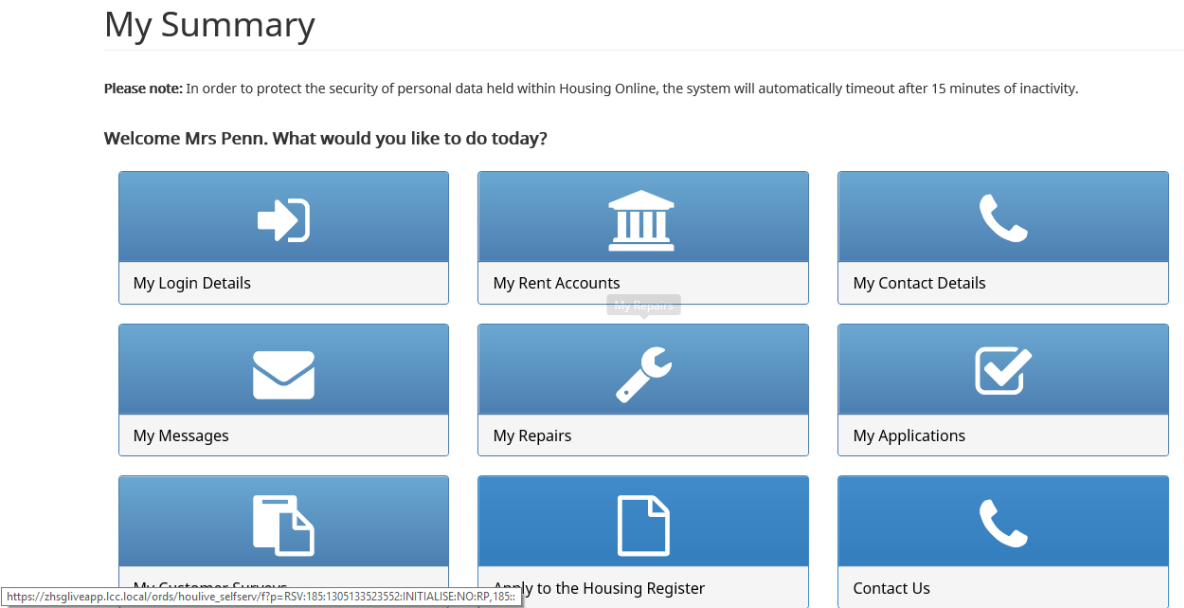 My Summary
Please note: In order to protect the security of personal data held within Housing Online, the system will automatically timeout after 15 minutes of inactivity.
Welcome Mrs Penn. What would you like to do today?
My Login Details
My Rent Accounts
My Contact Details
My Repairs
My Messages
My Repairs
My Applications
My Customer Surveys
Apply to the Housing Register
Contact Us
https://zhsgliveapp.lcc.local/ords/houlive_selfserv/f?p=RSV:185:1305133523552:INITIALISE:NO:RP,185::